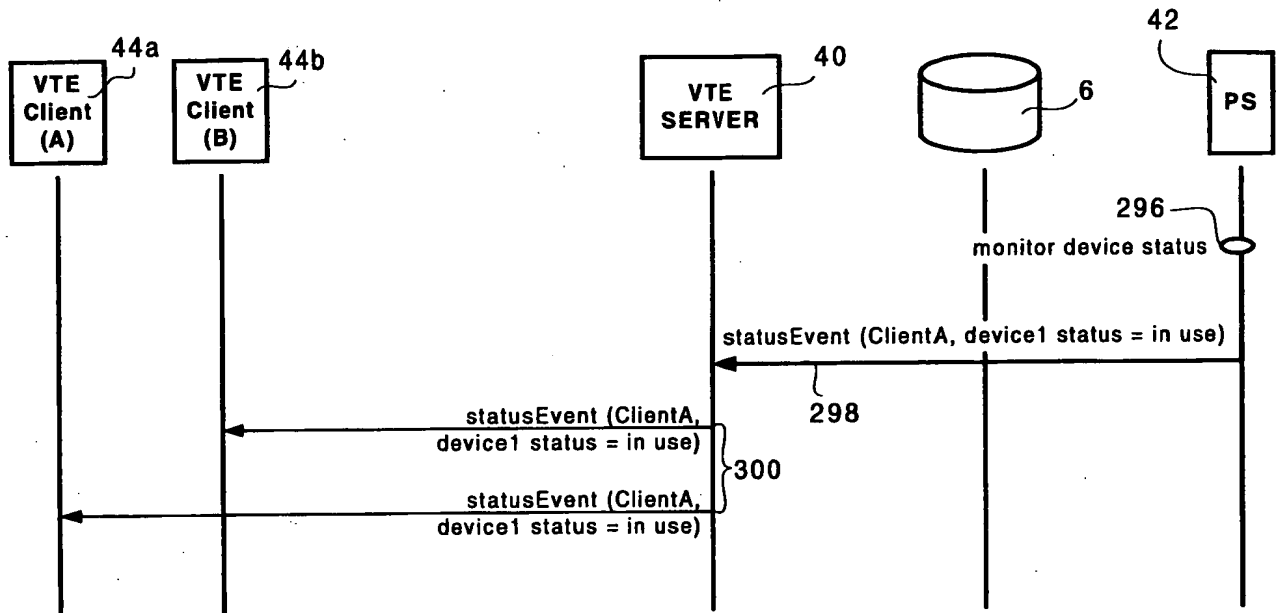 44a
44b
40
42
6
VTE
Client
(A)
VTE
Client
(B)
VTE
SERVER
PS
296
monitor device status
statusEvent (ClientA, device1 status = in use)
298
statusEvent (ClientA,
device1 status = in use)
300
statusEvent (ClientA,
device1 status = in use)